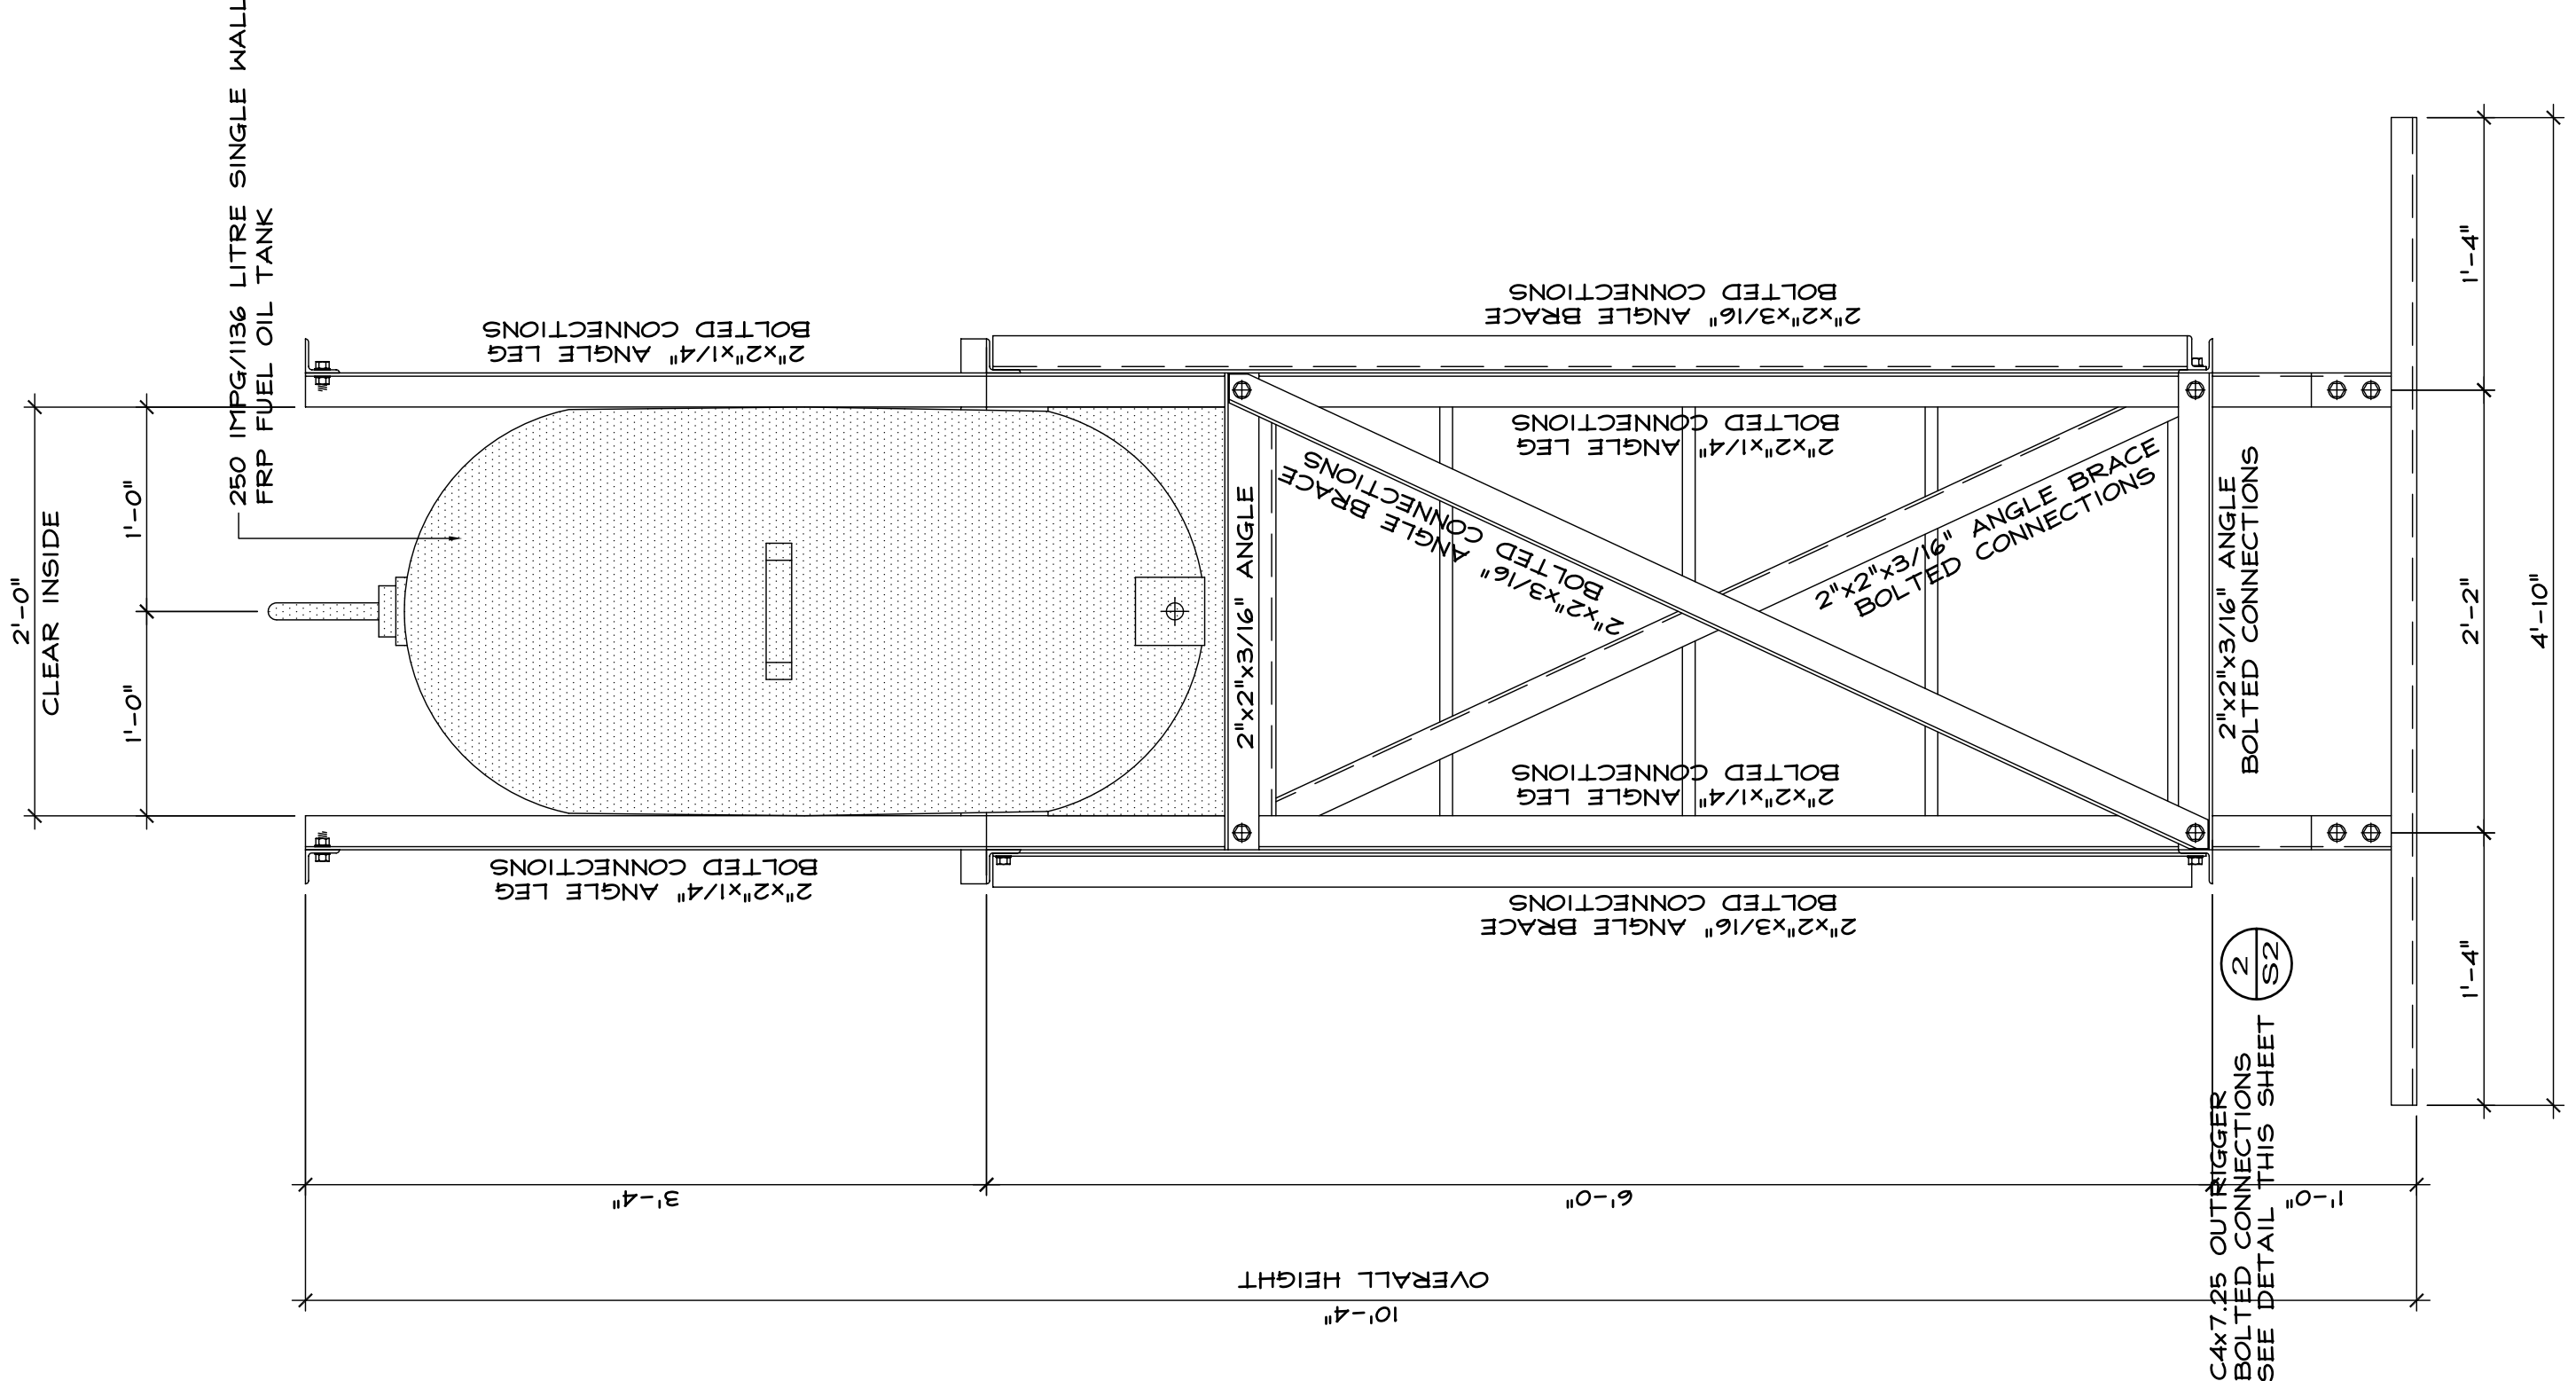 2'-0"
CLEAR INSIDE
1'-0"
1'-0"
250 IMPG/1136 LITRE SINGLE WALL
FRP FUEL OIL TANK
2"x2"x1/4" ANGLE LEG
BOLTED CONNECTIONS
2"x2"x1/4" ANGLE LEG
BOLTED CONNECTIONS
2"x2"x3/16" ANGLE BRACE
BOLTED CONNECTIONS
2"x2"x1/4" ANGLE LEG
BOLTED CONNECTIONS
2"x2"x3/16" ANGLE
2"x2"x3/16" ANGLE BRACE
BOLTED CONNECTIONS
2"x2"x3/16" ANGLE BRACE
BOLTED CONNECTIONS
2"x2"x1/4" ANGLE LEG
BOLTED CONNECTIONS
2"x2"x3/16" ANGLE BRACE
BOLTED CONNECTIONS
2"x2"x3/16" ANGLE
BOLTED CONNECTIONS
C4x7.25 OUTRIGGER
BOLTED CONNECTIONS
SEE DETAIL THIS SHEET
2
S2
1'-4"
2'-2"
1'-4"
4'-10"
3'-4"
6'-0"
1'-0"
OVERALL HEIGHT
10'-4"